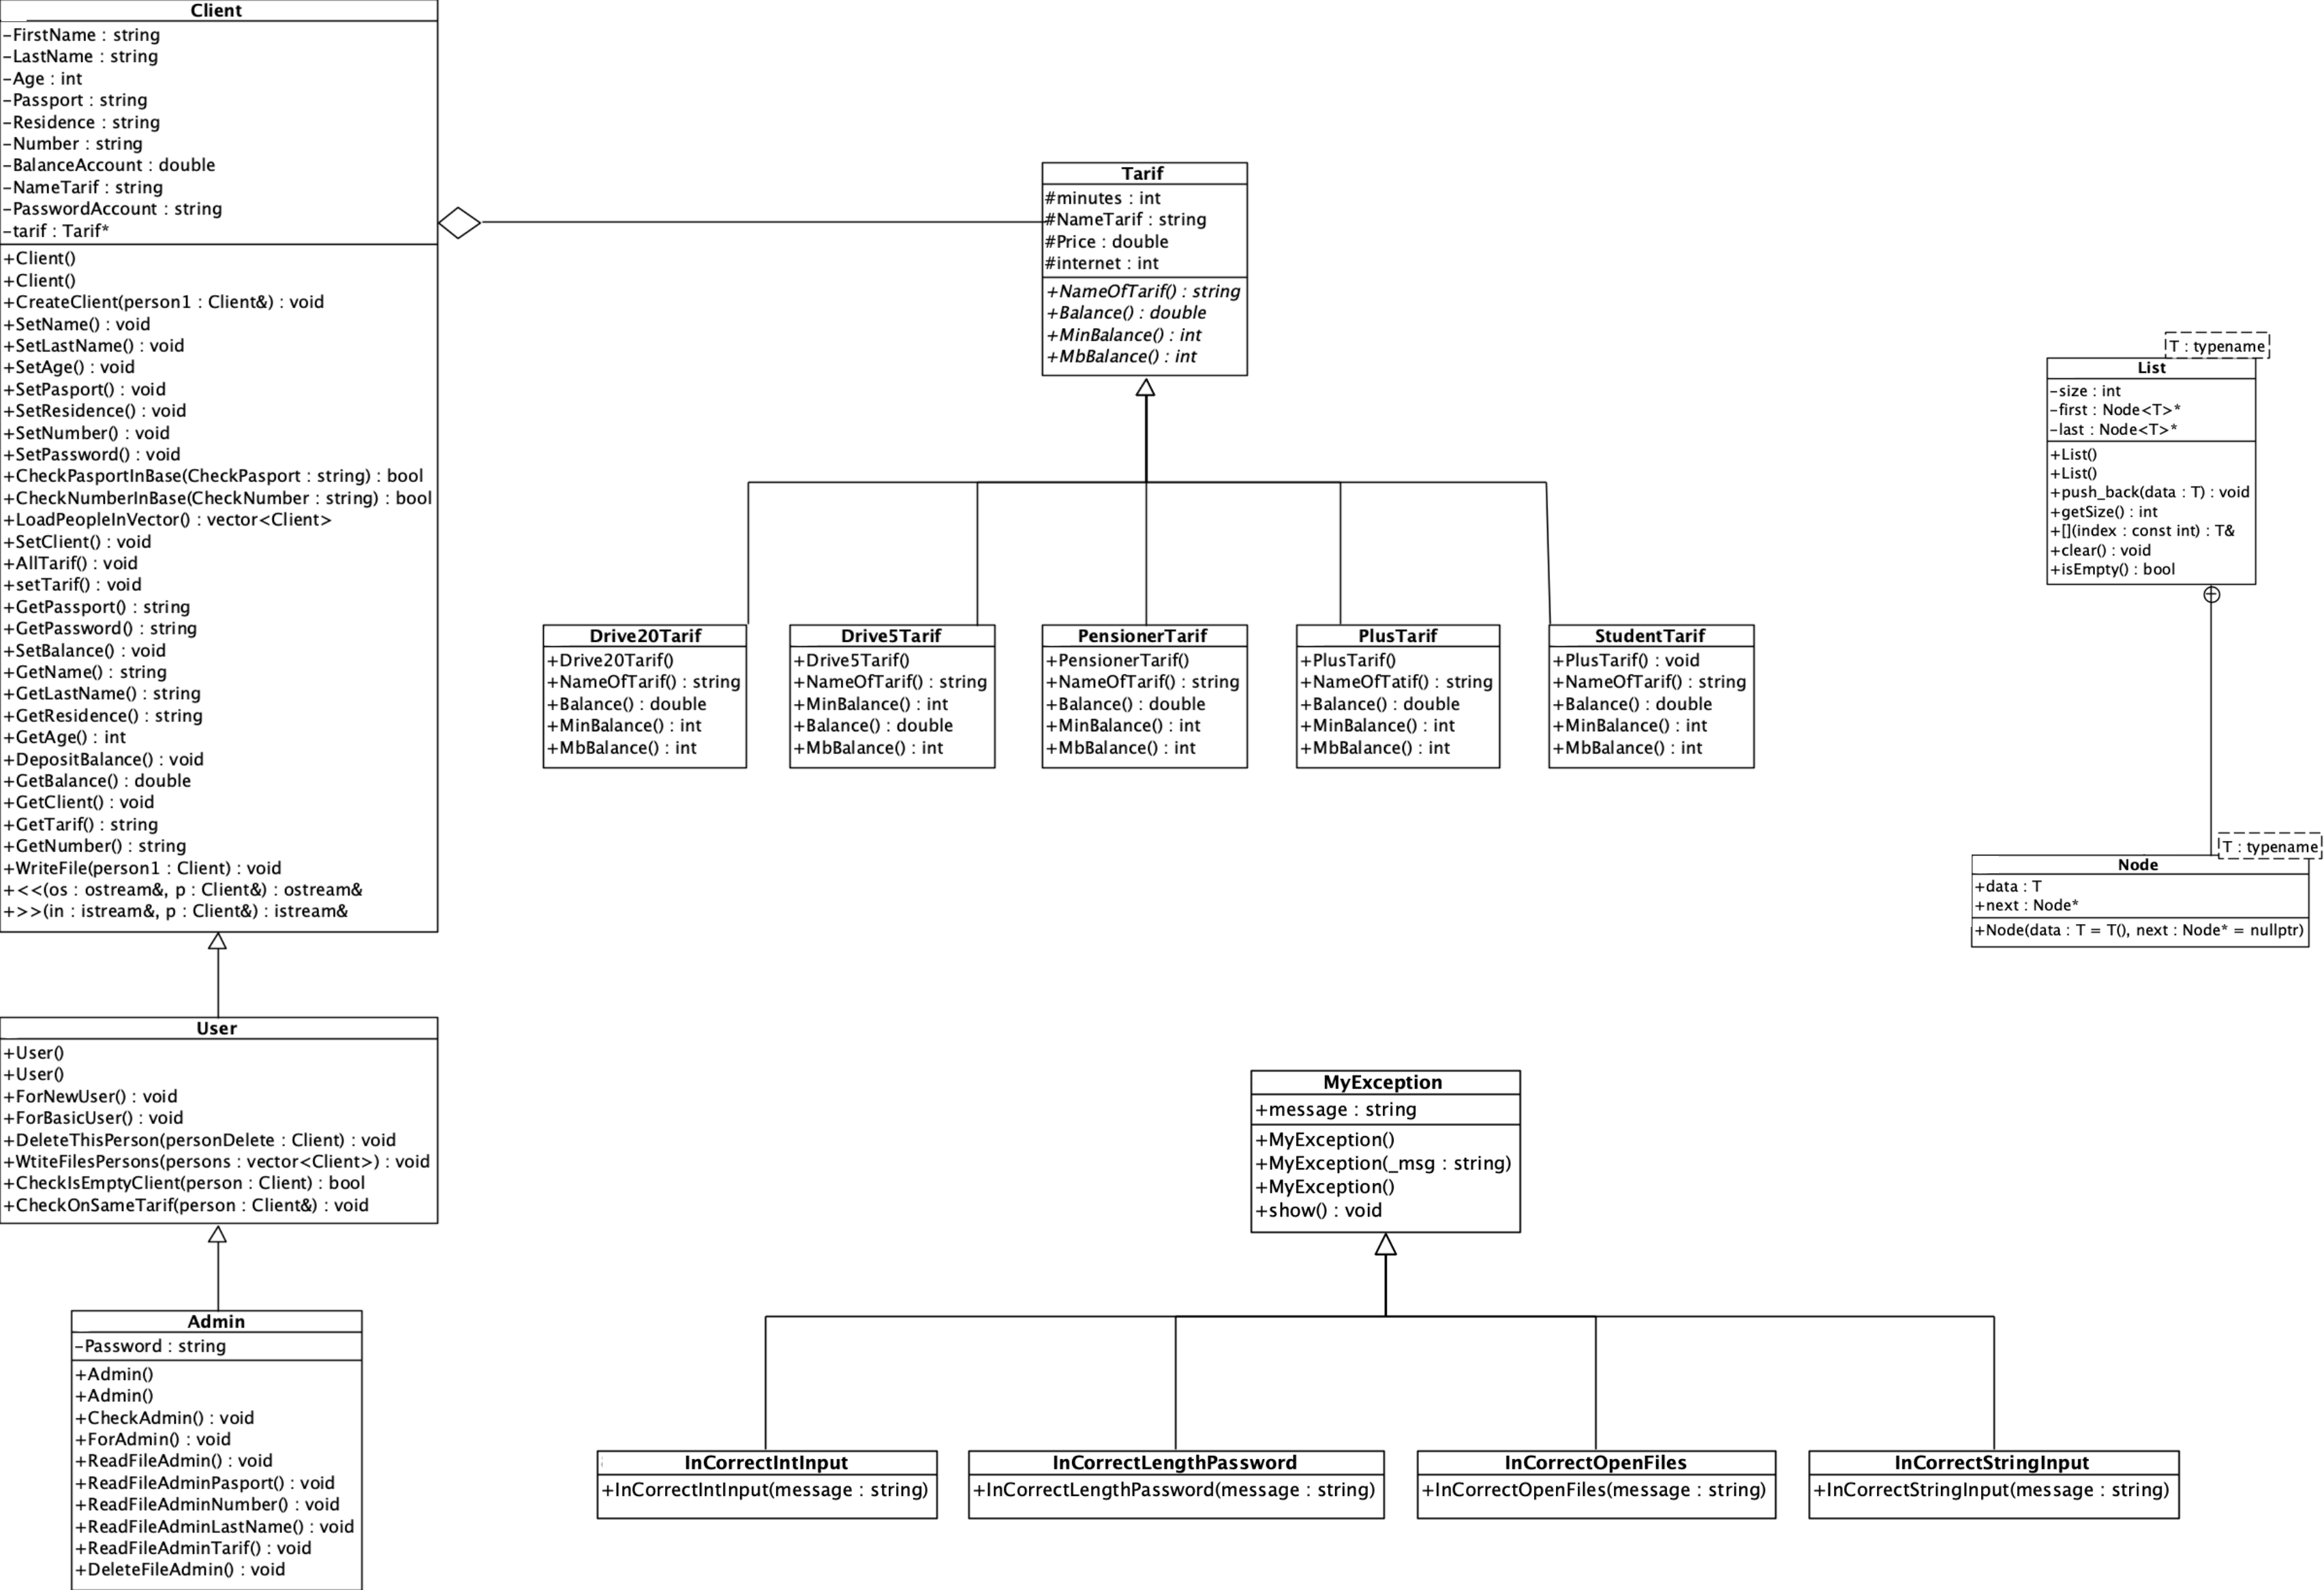 Client
-FirstName : string
-LastName : string
-Age : int
-Passport : string
-Residence : string
-Number : string
-BalanceAccount : double
-NameTarif : string
-PasswordAccount : string
-tarif : Tarif*
+Client()
+Client()
+CreateClient(person1 : Client&) : void
+SetName() : void
+SetLastName() : void
+SetAge() : void
+SetPasport() : void
+SetResidence() : void
+SetNumber() : void
+SetPassword() : void
+CheckPasportInBase(CheckPasport : string) : bool
+CheckNumberInBase(CheckNumber : string) : bool
+LoadPeopleInVector() : vector<Client>
+SetClient() : void
+AllTarif() : void
+setTarif() : void
+GetPassport() : string
+GetPassword() : string
+SetBalance() : void
+GetName() : string
+GetLastName() : string
+GetResidence() : string
+GetAge() : int
+DepositBalance() : void
+GetBalance() : double
+GetClient() : void
+GetTarif() : string
+GetNumber() : string
+WriteFile(person1 : Client) : void
+<<(os : ostream&, p : Client&) : ostream&
+>>(in : istream&, p : Client&) : istream&
User
+User()
+User()
+ForNewUser() : void
+ForBasicUser() : void
+DeleteThisPerson(personDelete : Client) : void
+WtiteFilesPersons(persons : vector<Client>) : void
+CheckIsEmptyClient(person : Client) : bool
+CheckOnSameTarif(person : Client&) : void
Admin
-Password : string
+Admin()
+Admin()
+CheckAdmin() : void
+ForAdmin() : void
+ReadFileAdmin() : void
+ReadFileAdminPasport() : void
+ReadFileAdminNumber() : void
+ReadFileAdminLastName() : void
+ReadFileAdminTarif() : void
+DeleteFileAdmin() : void
Tarif
#minutes : int
#NameTarif : string
#Price : double
#internet : int
+NameOfTarif() : string
+Balance() : double
+MinBalance() : int
+MbBalance() : int
Drive20Tarif
+Drive20Tarif()
+NameOfTarif() : string
+Balance() : double
+MinBalance() : int
+MbBalance() : int
Drive5Tarif
+Drive5Tarif()
+NameOfTarif() : string
+MinBalance() : int
+Balance() : double
+MbBalance() : int
PensionerTarif
+PensionerTarif()
+NameOfTarif() : string
+Balance() : double
+MinBalance() : int
+MbBalance() : int
PlusTarif
+PlusTarif()
+NameOfTatif() : string
+Balance() : double
+MinBalance() : int
+MbBalance() : int
StudentTarif
+PlusTarif() : void
+NameOfTarif() : string
+Balance() : double
+MinBalance() : int
+MbBalance() : int
T : typename
List
-size : int
-first : Node<T>*
-last : Node<T>*
+List()
+List()
+push_back(data : T) : void
+getSize() : int
+[](index : const int) : T&
+clear() : void
+isEmpty() : bool
T : typename
Node
+data : T
+next : Node*
+Node(data : T = T(), next : Node* = nullptr)
MyException
+message : string
+MyException()
+MyException(_msg : string)
+MyException()
+show() : void
InCorrectIntInput
+InCorrectIntInput(message : string)
InCorrectLengthPassword
+InCorrectLengthPassword(message : string)
InCorrectOpenFiles
+InCorrectOpenFiles(message : string)
InCorrectStringInput
+InCorrectStringInput(message : string)